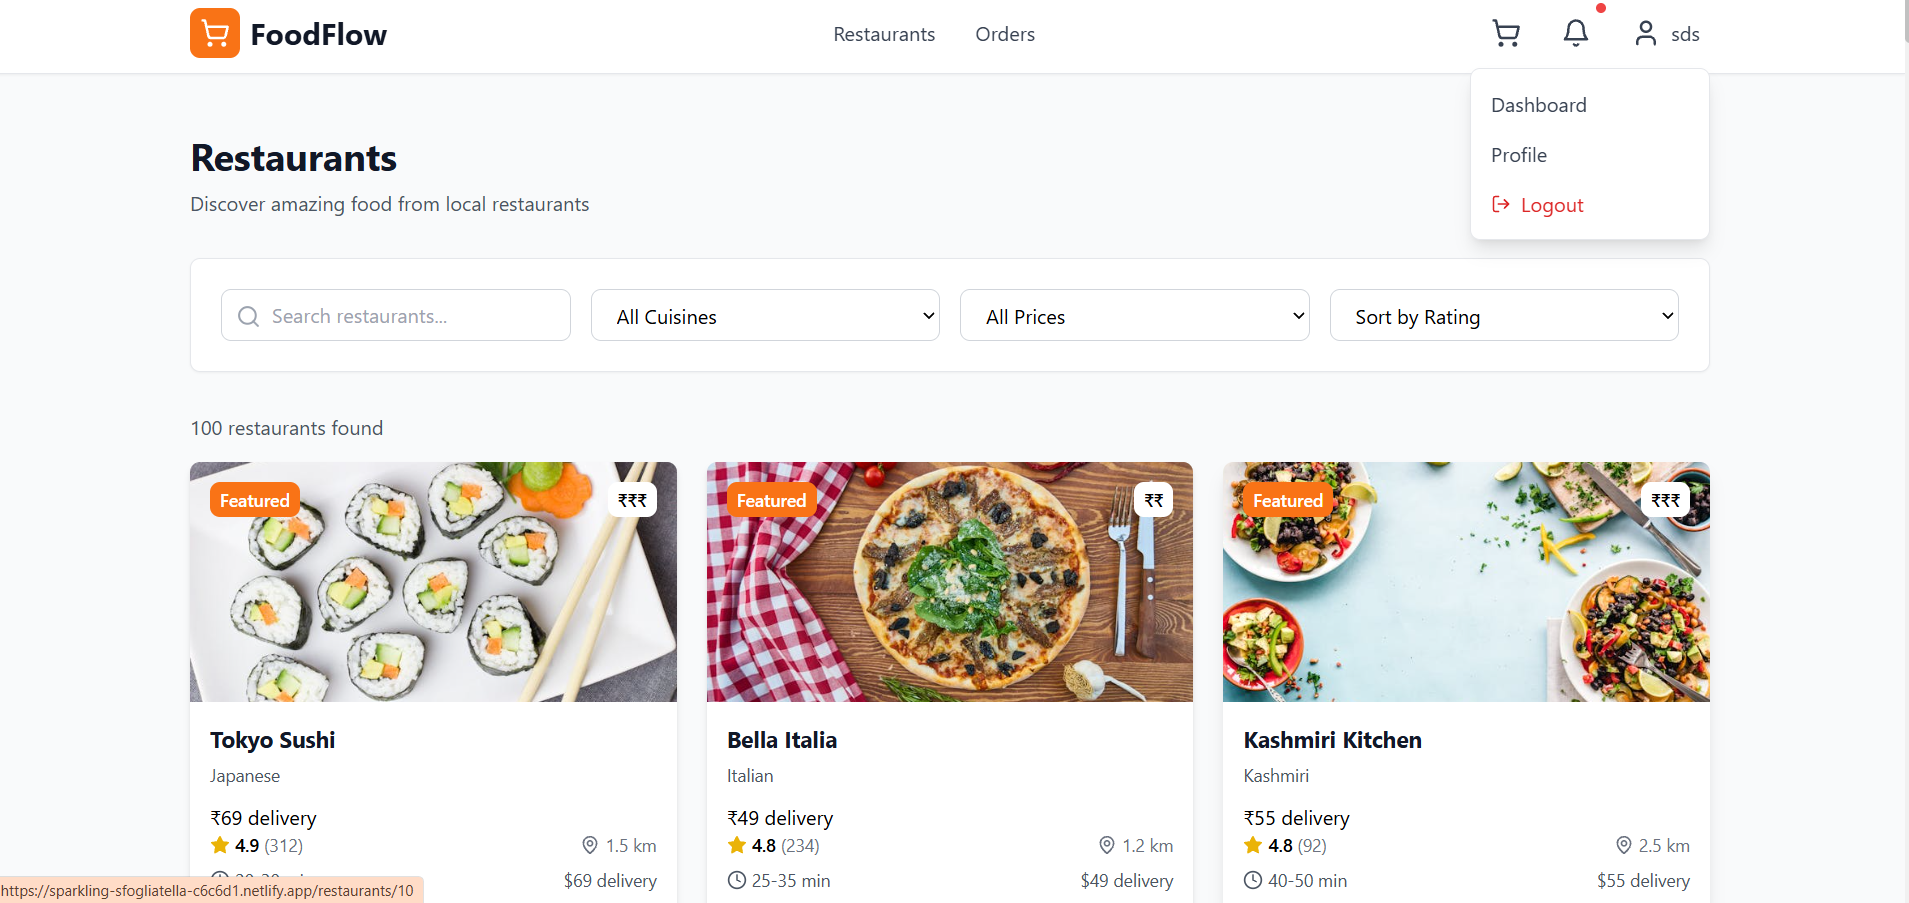 FoodFlow
Restaurants
Orders
sds
Dashboard
Profile
Logout
Restaurants
Discover amazing food from local restaurants
Search restaurants...
All Cuisines
All Prices
Sort by Rating
100 restaurants found
Featured
₹₹₹
Featured
₹₹
Featured
₹₹₹
Tokyo Sushi
Japanese
₹69 delivery
4.9 (312)
1.5 km
$69 delivery
Bella Italia
Italian
₹49 delivery
4.8 (234)
1.2 km
25-35 min
$49 delivery
Kashmiri Kitchen
Kashmiri
₹55 delivery
4.8 (92)
2.5 km
40-50 min
$55 delivery
https://sparkling-sfogliatella-c6c6d1.netlify.app/restaurants/10